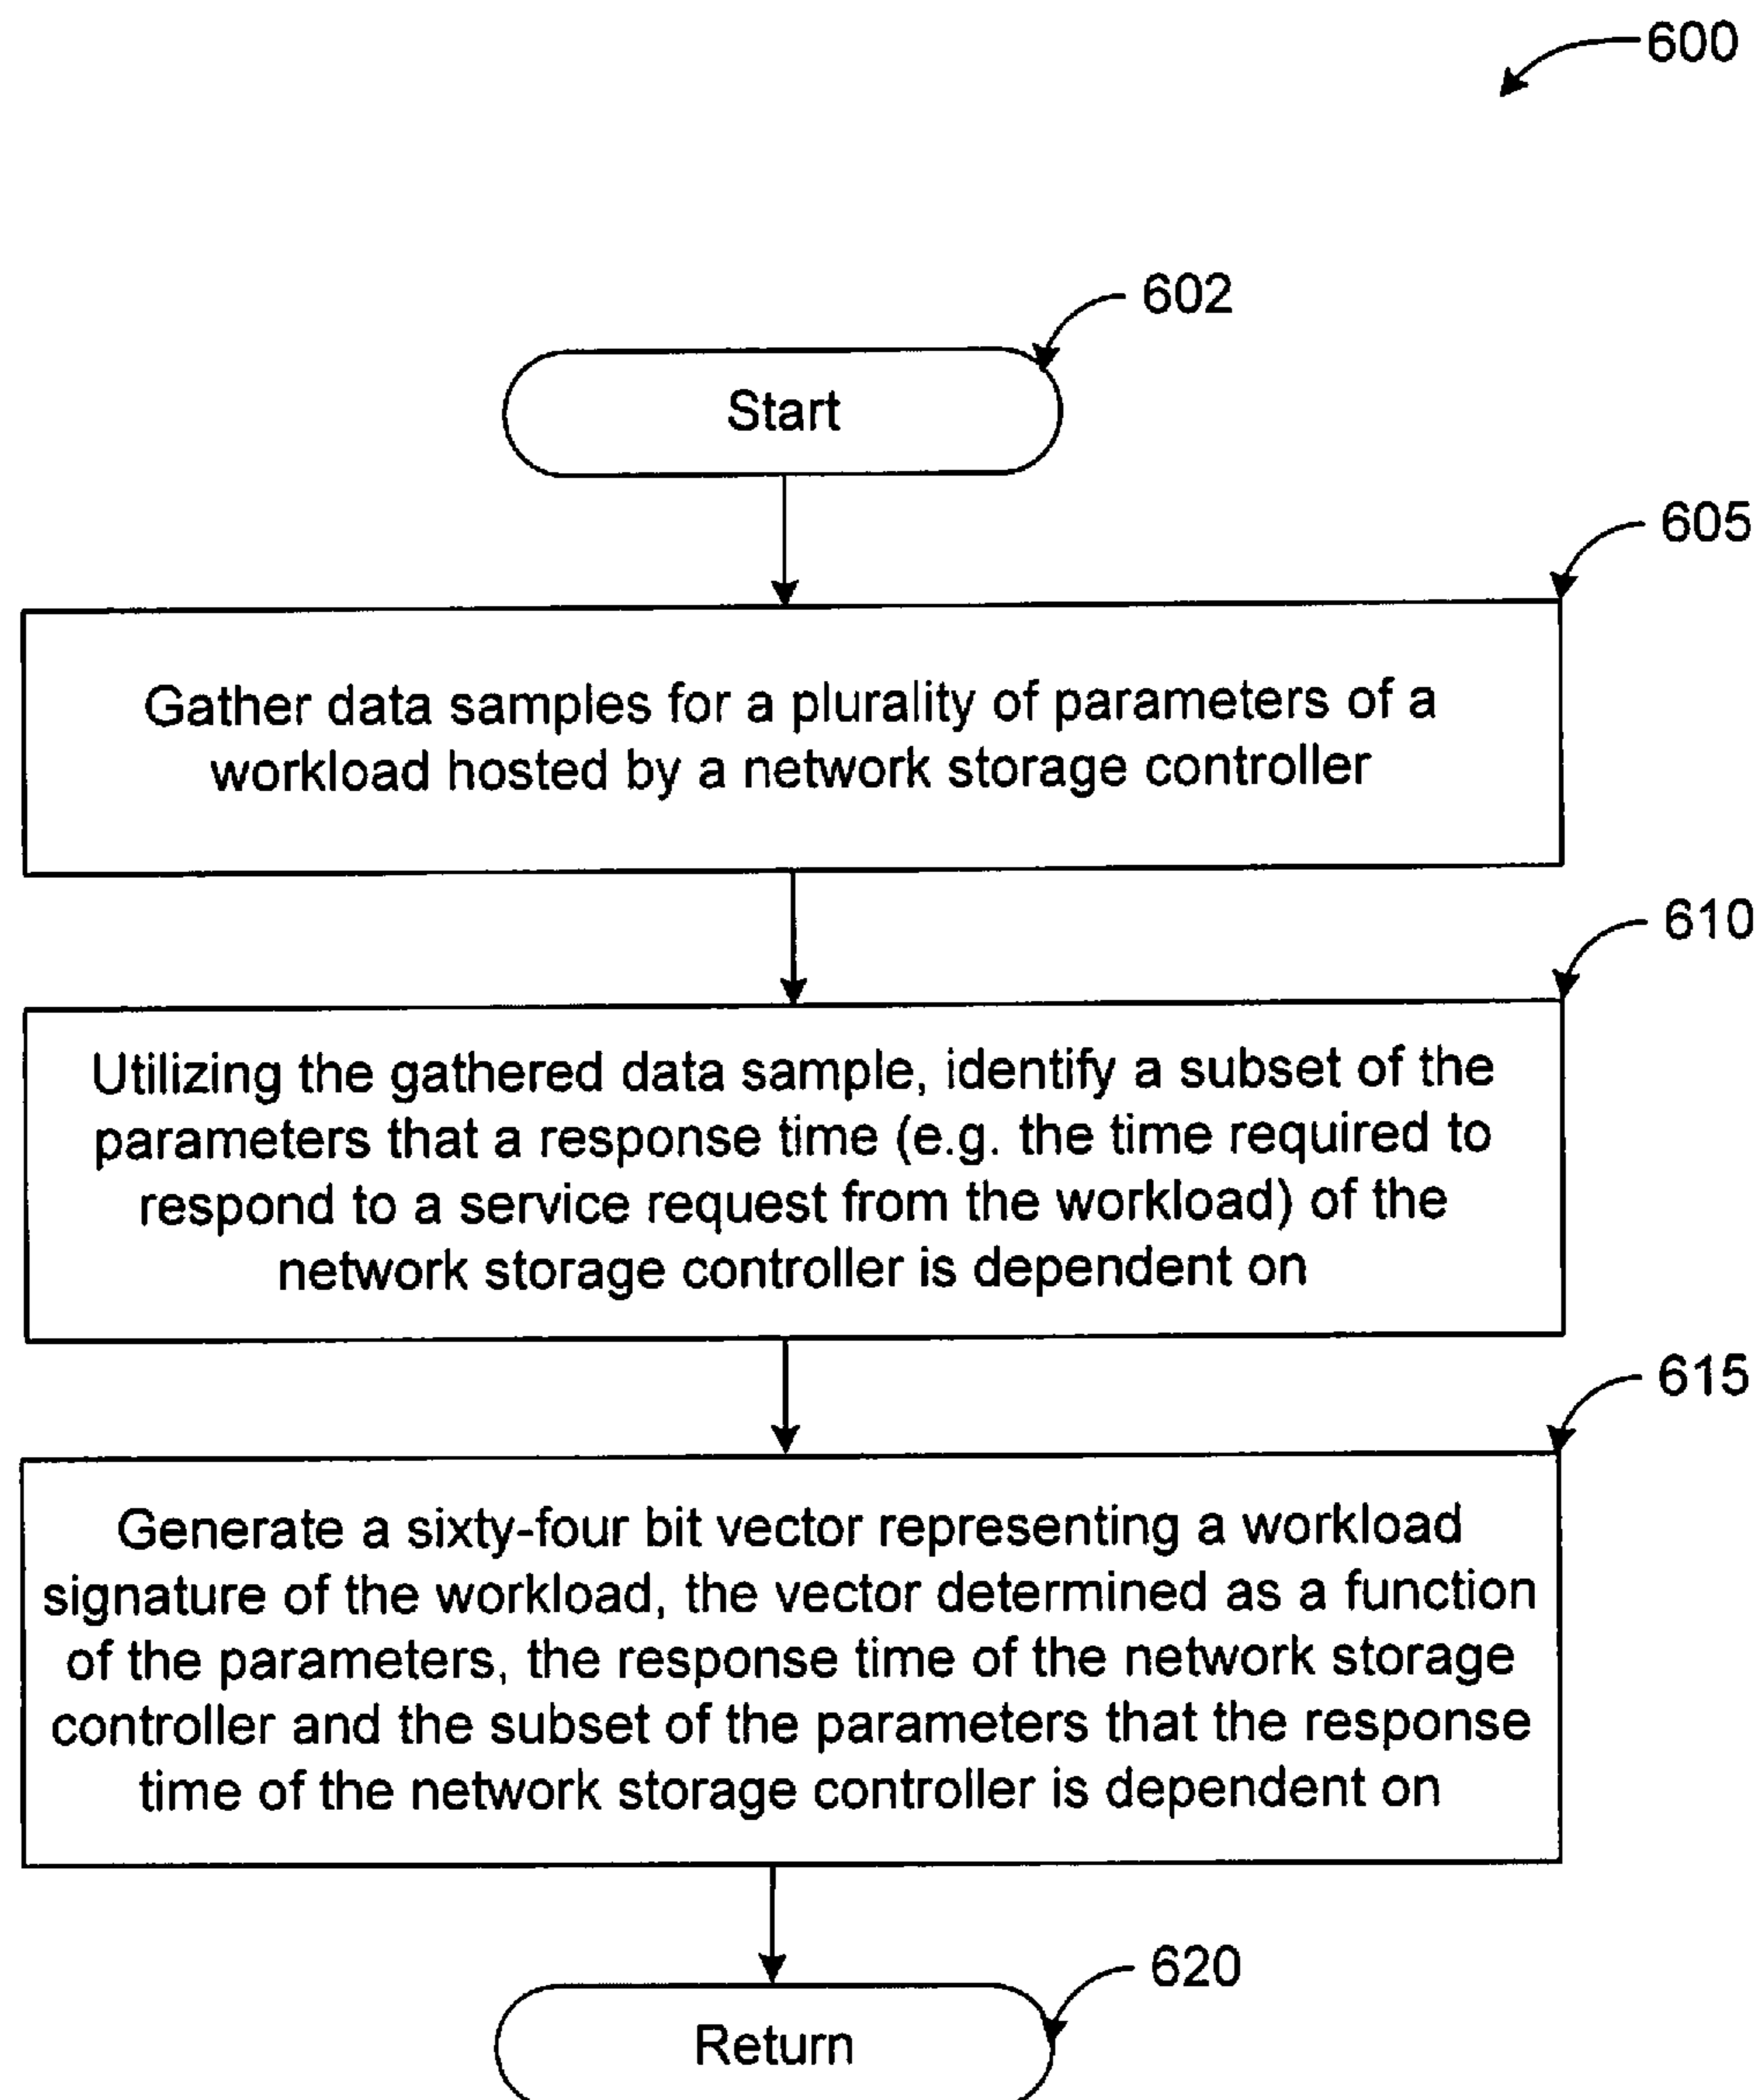 600
602
Start
605
Gather data samples for a plurality of parameters of a
workload hosted by a network storage controller
610
Utilizing the gathered data sample, identify a subset of the
parameters that a response time (e.g. the time required to
respond to a service request from the workload) of the
network storage controller is dependent on
615
Generate a sixty-four bit vector representing a workload
signature of the workload, the vector determined as a function
of the parameters, the response time of the network storage
controller and the subset of the parameters that the response
time of the network storage controller is dependent on
620
Return